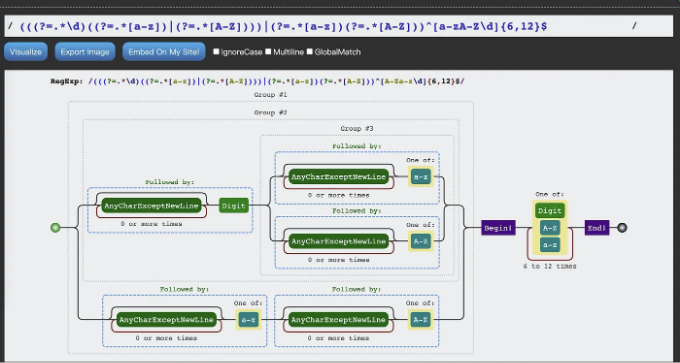 / (((?=.*\d)((?=.*[a-z])|(?=.*[A-Z])))|(?=.*[a-z])(?=.*[A-Z]))^[a-zA-Z\d]{6,12}$ /
Visualize Export Image Embed On My Site! IgnoreCase Multiline GlobalMatch
RegExp: /(((?=.*\d)((?=.*[a-z])|(?=.*[A-Z])))|(?=.*[a-z])(?=.*[A-Z]))^[A-Za-z\d]{6,12}$/
Group #1
Group #2
Group #3
Followed by:
One of:
AnyCharExceptNewLine a-z
0 or more times
Followed by:
AnyCharExceptNewLine Digit
0 or more times
Followed by:
One of:
AnyCharExceptNewLine A-Z
0 or more times
Begin!
One of:
Digit
A-Z
a-z
6 to 12 times
End!
Followed by:
One of:
AnyCharExceptNewLine a-z
0 or more times
Followed by:
One of:
AnyCharExceptNewLine A-Z
0 or more times